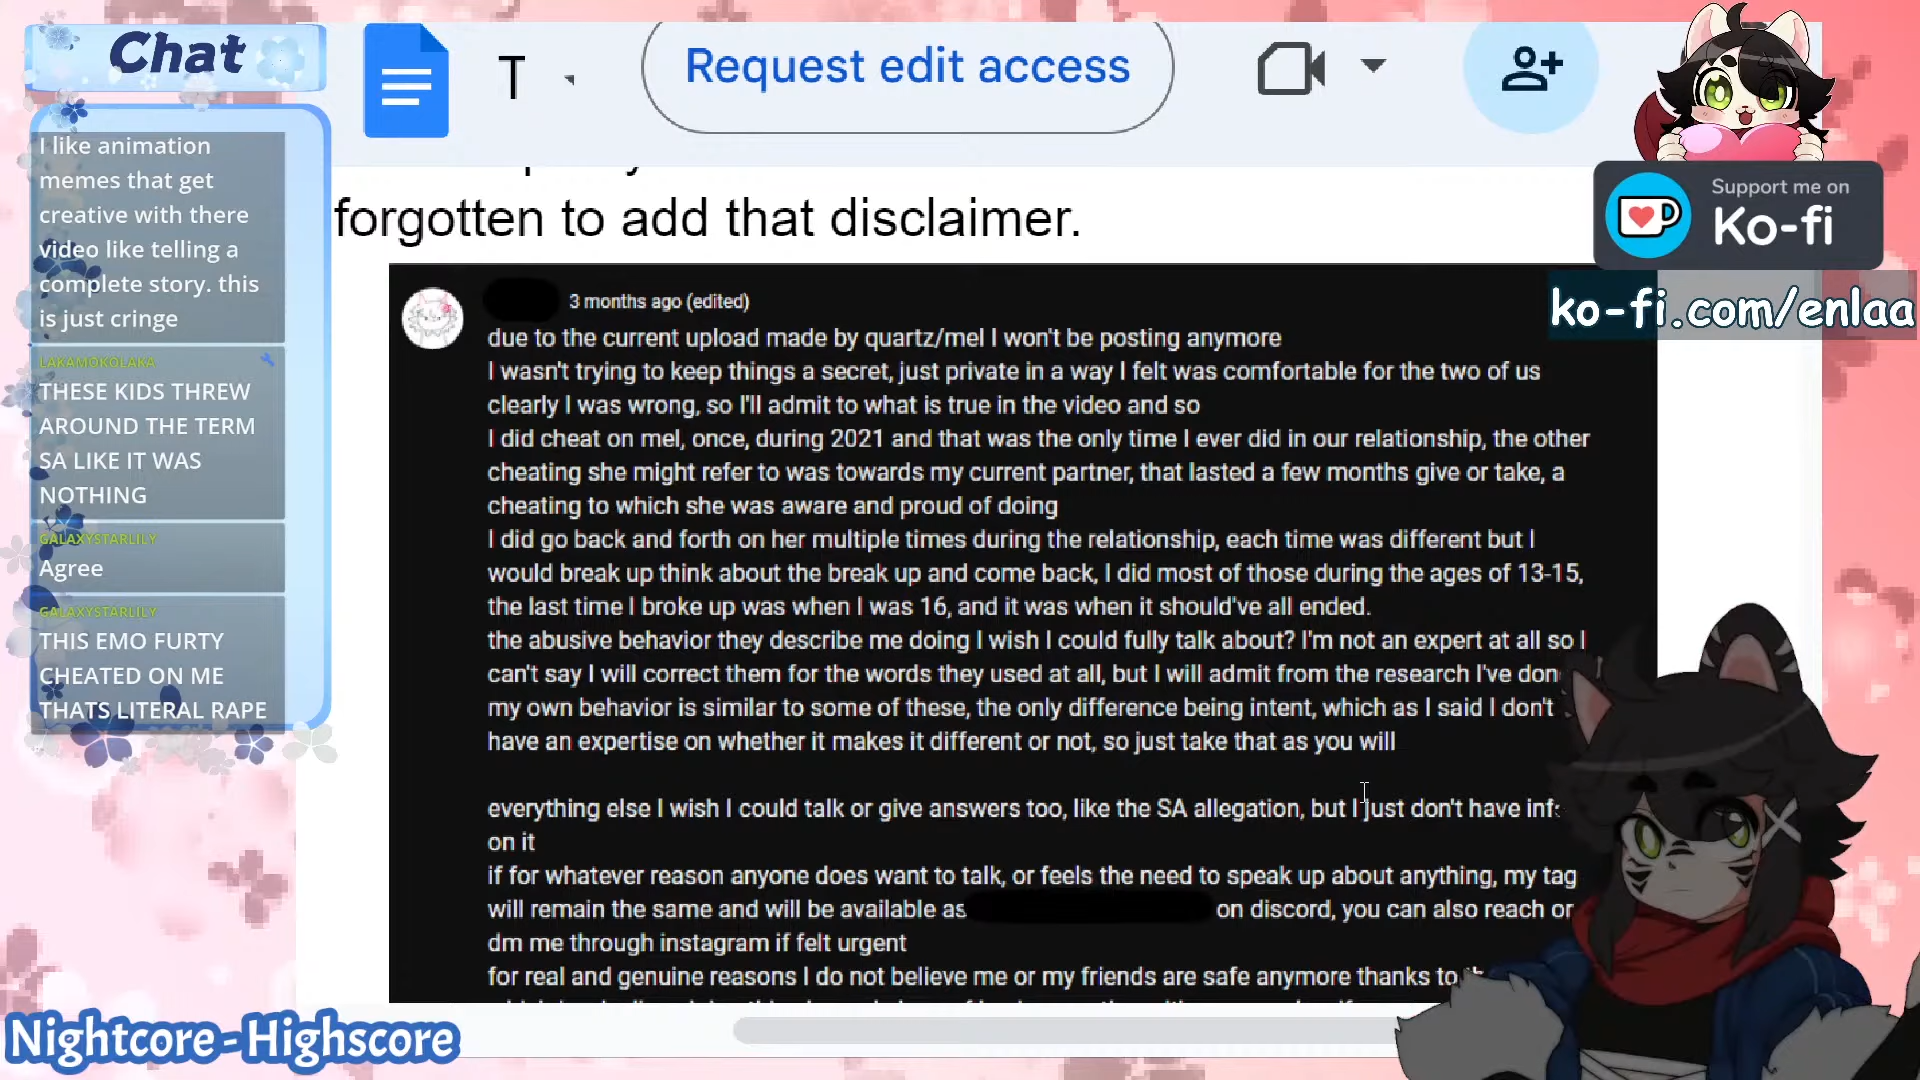 Chat
I like animation
memes that get
creative with there
video like telling a
complete story. this
is just cringe
LAKAMOKOLAKA
THESE KIDS THREW
AROUND THE TERM
SA LIKE IT WAS
NOTHING
GALAXYSTARLILY
Agree
GALAXYSTARLILY
THIS EMO FURTY
CHEATED ON ME
THATS LITERAL RAPE
T
Request edit access
forgotten to add that disclaimer.
3 months ago (edited)
due to the current upload made by quartz/mel I won't be posting anymore
I wasn't trying to keep things a secret, just private in a way I felt was comfortable for the two of us
clearly I was wrong, so I'll admit to what is true in the video and so
I did cheat on mel, once, during 2021 and that was the only time I ever did in our relationship, the other
cheating she might refer to was towards my current partner, that lasted a few months give or take, a
cheating to which she was aware and proud of doing
I did go back and forth on her multiple times during the relationship, each time was different but I
would break up think about the break up and come back, I did most of those during the ages of 13-15,
the last time I broke up was when I was 16, and it was when it should've all ended.
the abusive behavior they describe me doing I wish I could fully talk about? I'm not an expert at all so I
can't say I will correct them for the words they used at all, but I will admit from the research I've don
my own behavior is similar to some of these, the only difference being intent, which as I said I don't
have an expertise on whether it makes it different or not, so just take that as you will
everything else I wish I could talk or give answers too, like the SA allegation, but I just don't have inf
on it
if for whatever reason anyone does want to talk, or feels the need to speak up about anything, my tag
will remain the same and will be available as on discord, you can also reach or
dm me through instagram if felt urgent
for real and genuine reasons I do not believe me or my friends are safe anymore thanks to
Support me on
Ko-fi
ko-fi.com/enlaa
Nightcore - Highscore